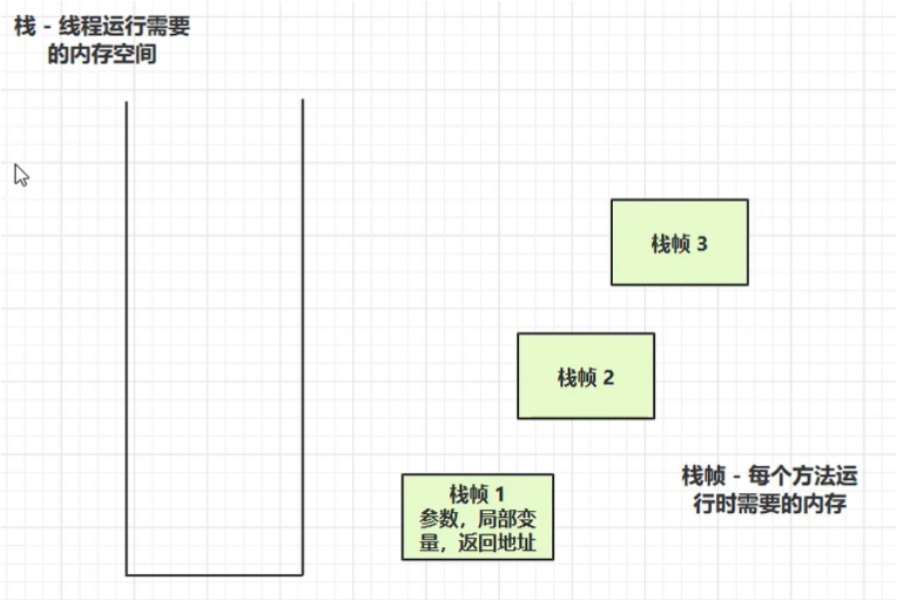 栈 - 线程运行需要
的内存空间
栈帧 3
栈帧 2
栈帧 1
参数，局部变
量，返回地址
栈帧 - 每个方法运
行时需要的内存